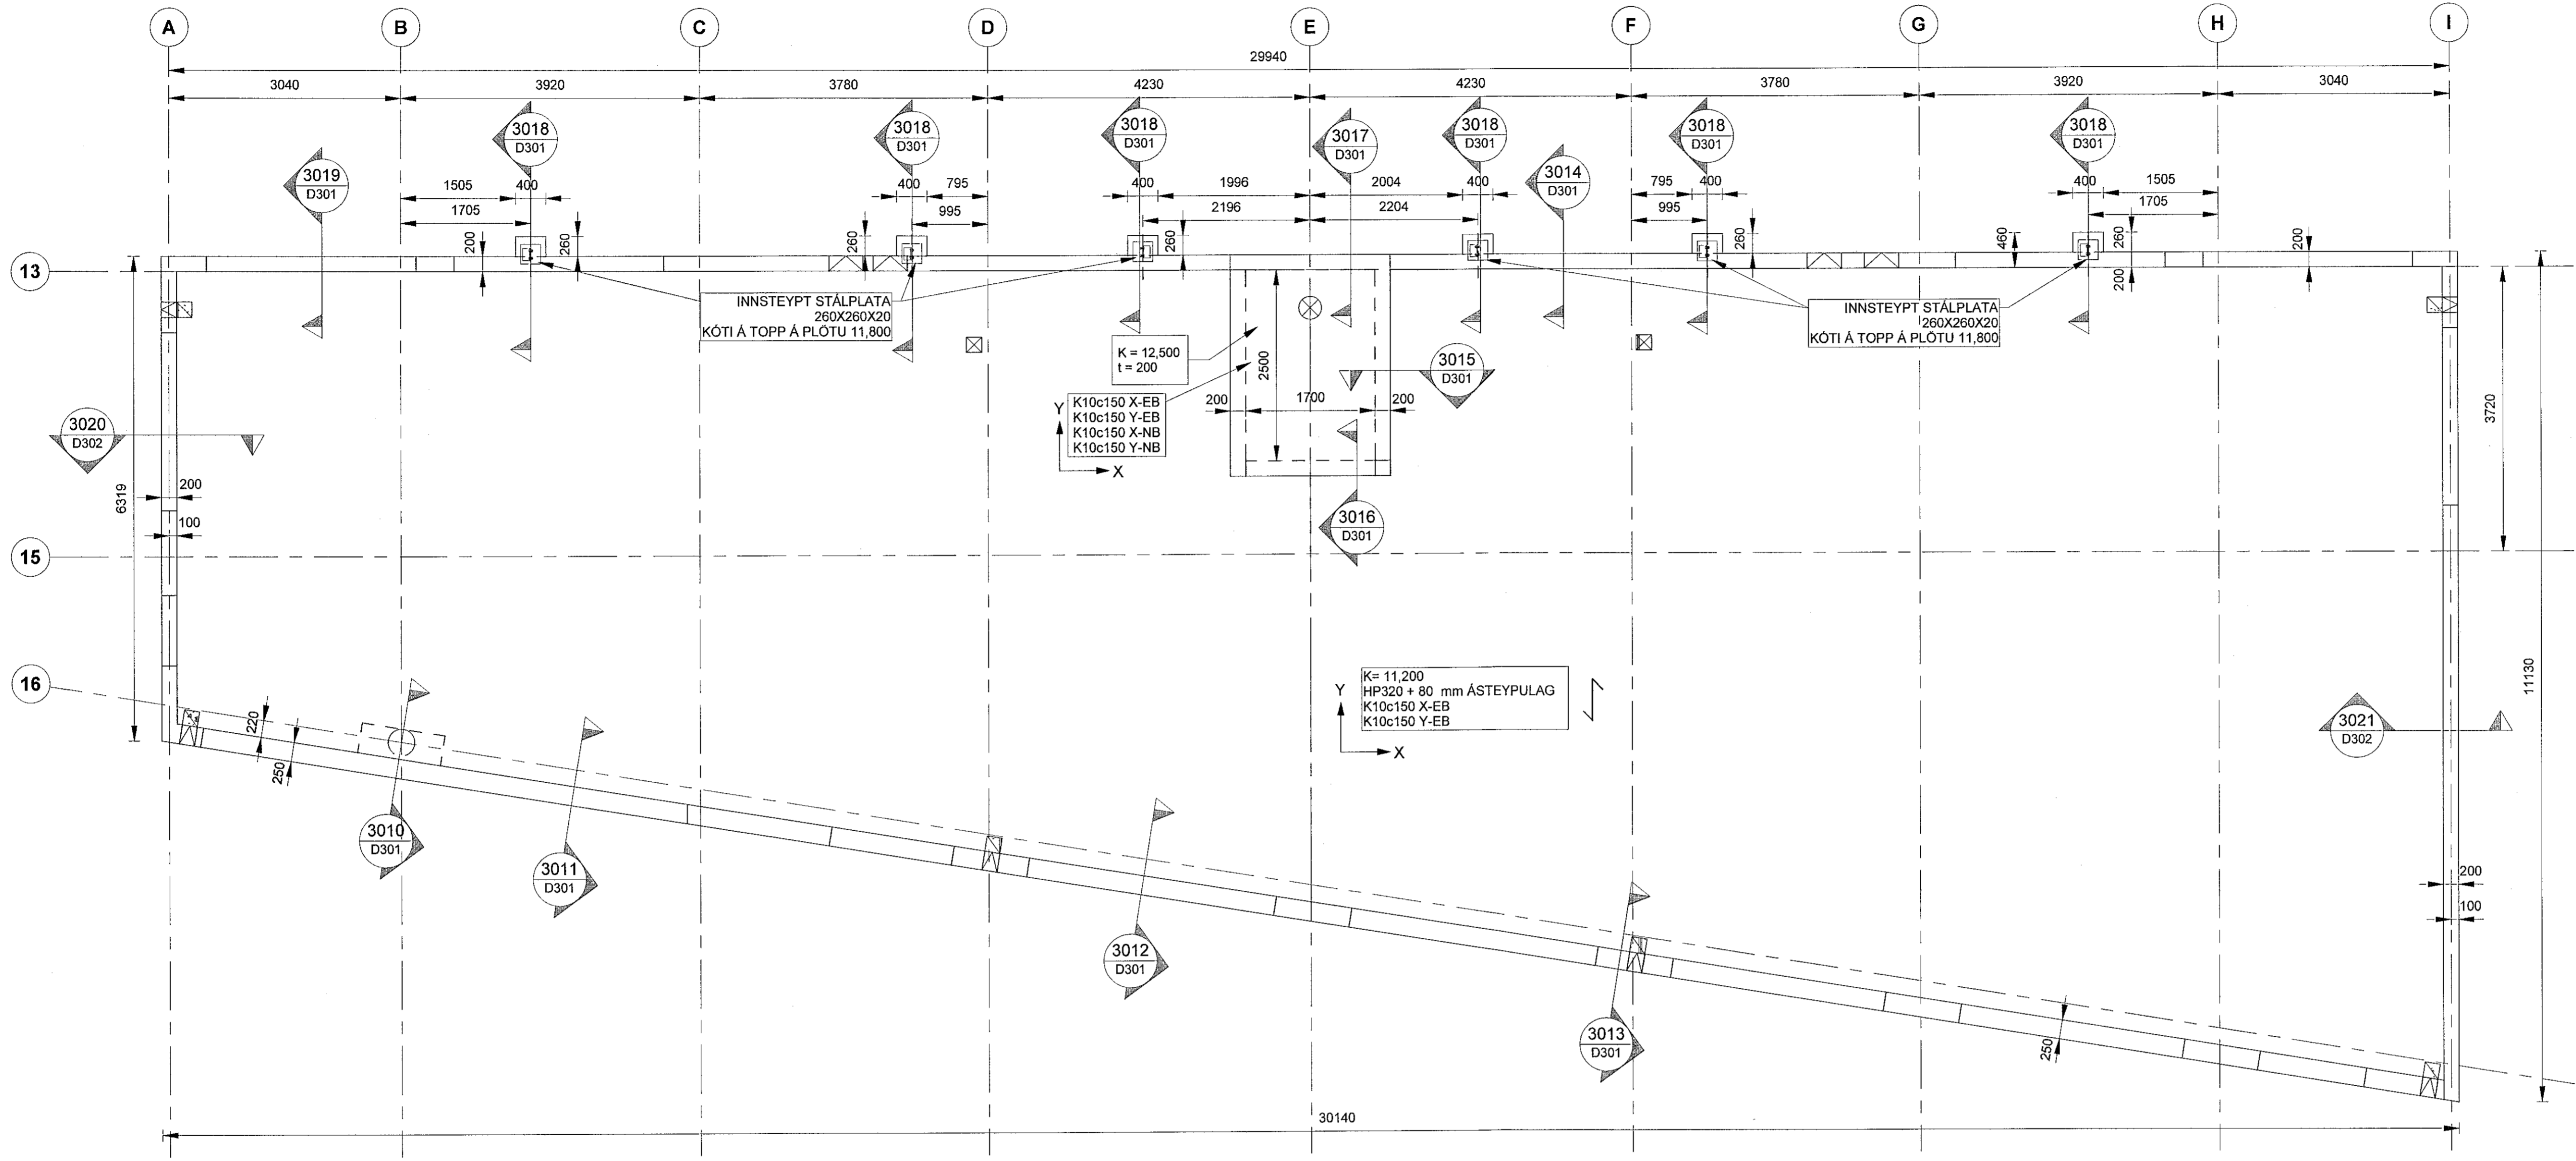 A B C D E F G H I
29940
3040 3920 3780 4230 4230 3780 3920 3040
3018 3018 3018 3017 3018 3018 3018
D301 D301 D301 D301 D301 D301 D301
3019
D301
3014
D301
1505 400 400 795 400 1996 2004 400 795 400 400 1505
1705 995 2196 2204 995 1705
200 260 260 260 260 460 260 200
200
13
INNSTEYPT STÁLPLATA
260X260X20
KÓTI Á TOPP Á PLÖTU 11,800
INNSTEYPT STÁLPLATA
260X260X20
KÓTI Á TOPP Á PLÖTU 11,800
K = 12,500
t = 200
2500
3015
D301
200 1700 200
Y
K10c150 X-EB
K10c150 Y-EB
K10c150 X-NB
K10c150 Y-NB
X
3720
3020
D302
6319
200
100
3016
D301
15
16
Y
K= 11,200
HP320 + 80 mm ÁSTEYPULAG
K10c150 X-EB
K10c150 Y-EB
X
11130
3021
D302
220
250
3010
D301
3011
D301
3012
D301
3013
D301
200
100
250
30140